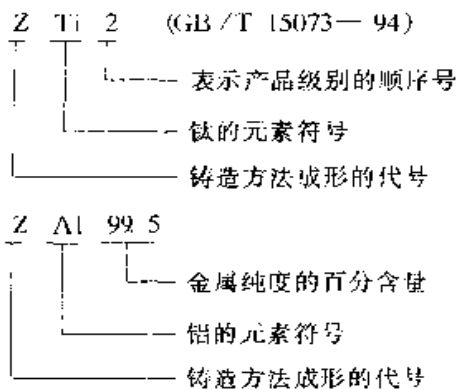 Z Ti 2 (GB/T 15073—94)
表示产品级别的顺序号
钛的元素符号
铸造方法成形的代号
Z Al 99.5
金属纯度的百分含量
铝的元素符号
铸造方法成形的代号